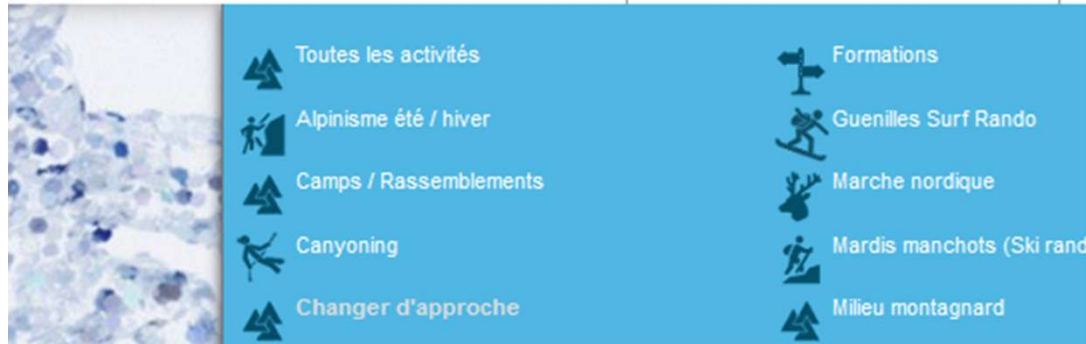 Toutes les activités
Alpinisme été / hiver
Camps / Rassemblements
Canyoning
Changer d'approche
Formations
Guenilles Surf Rando
Marche nordique
Mardis manchots (Ski rand
Milieu montagnard